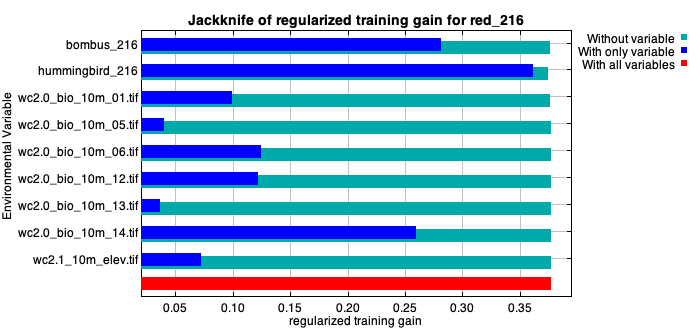 Jackknife of regularized training gain for red_216
Without variable
With only variable
With all variables
Environmental Variable
bombus_216
hummingbird_216
wc2.0_bio_10m_01.tif
wc2.0_bio_10m_05.tif
wc2.0_bio_10m_06.tif
wc2.0_bio_10m_12.tif
wc2.0_bio_10m_13.tif
wc2.0_bio_10m_14.tif
wc2.1_10m_elev.tif
0.05 0.10 0.15 0.20 0.25 0.30 0.35
regularized training gain